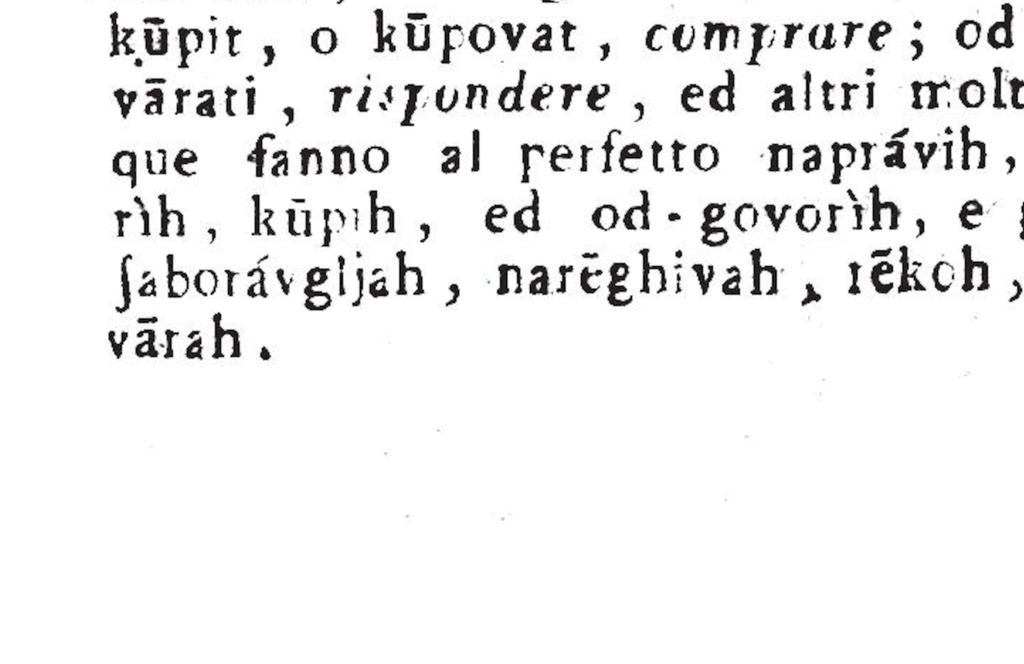 kūpit, o kūpovat, comprare; od
vārati, rispondere, ed altri molt
que fanno al perfetto naprávih,
rìh, kūpih, ed od-govorìh, e
ſaborávgljah, narēghivah, rēkoh,
vārah.